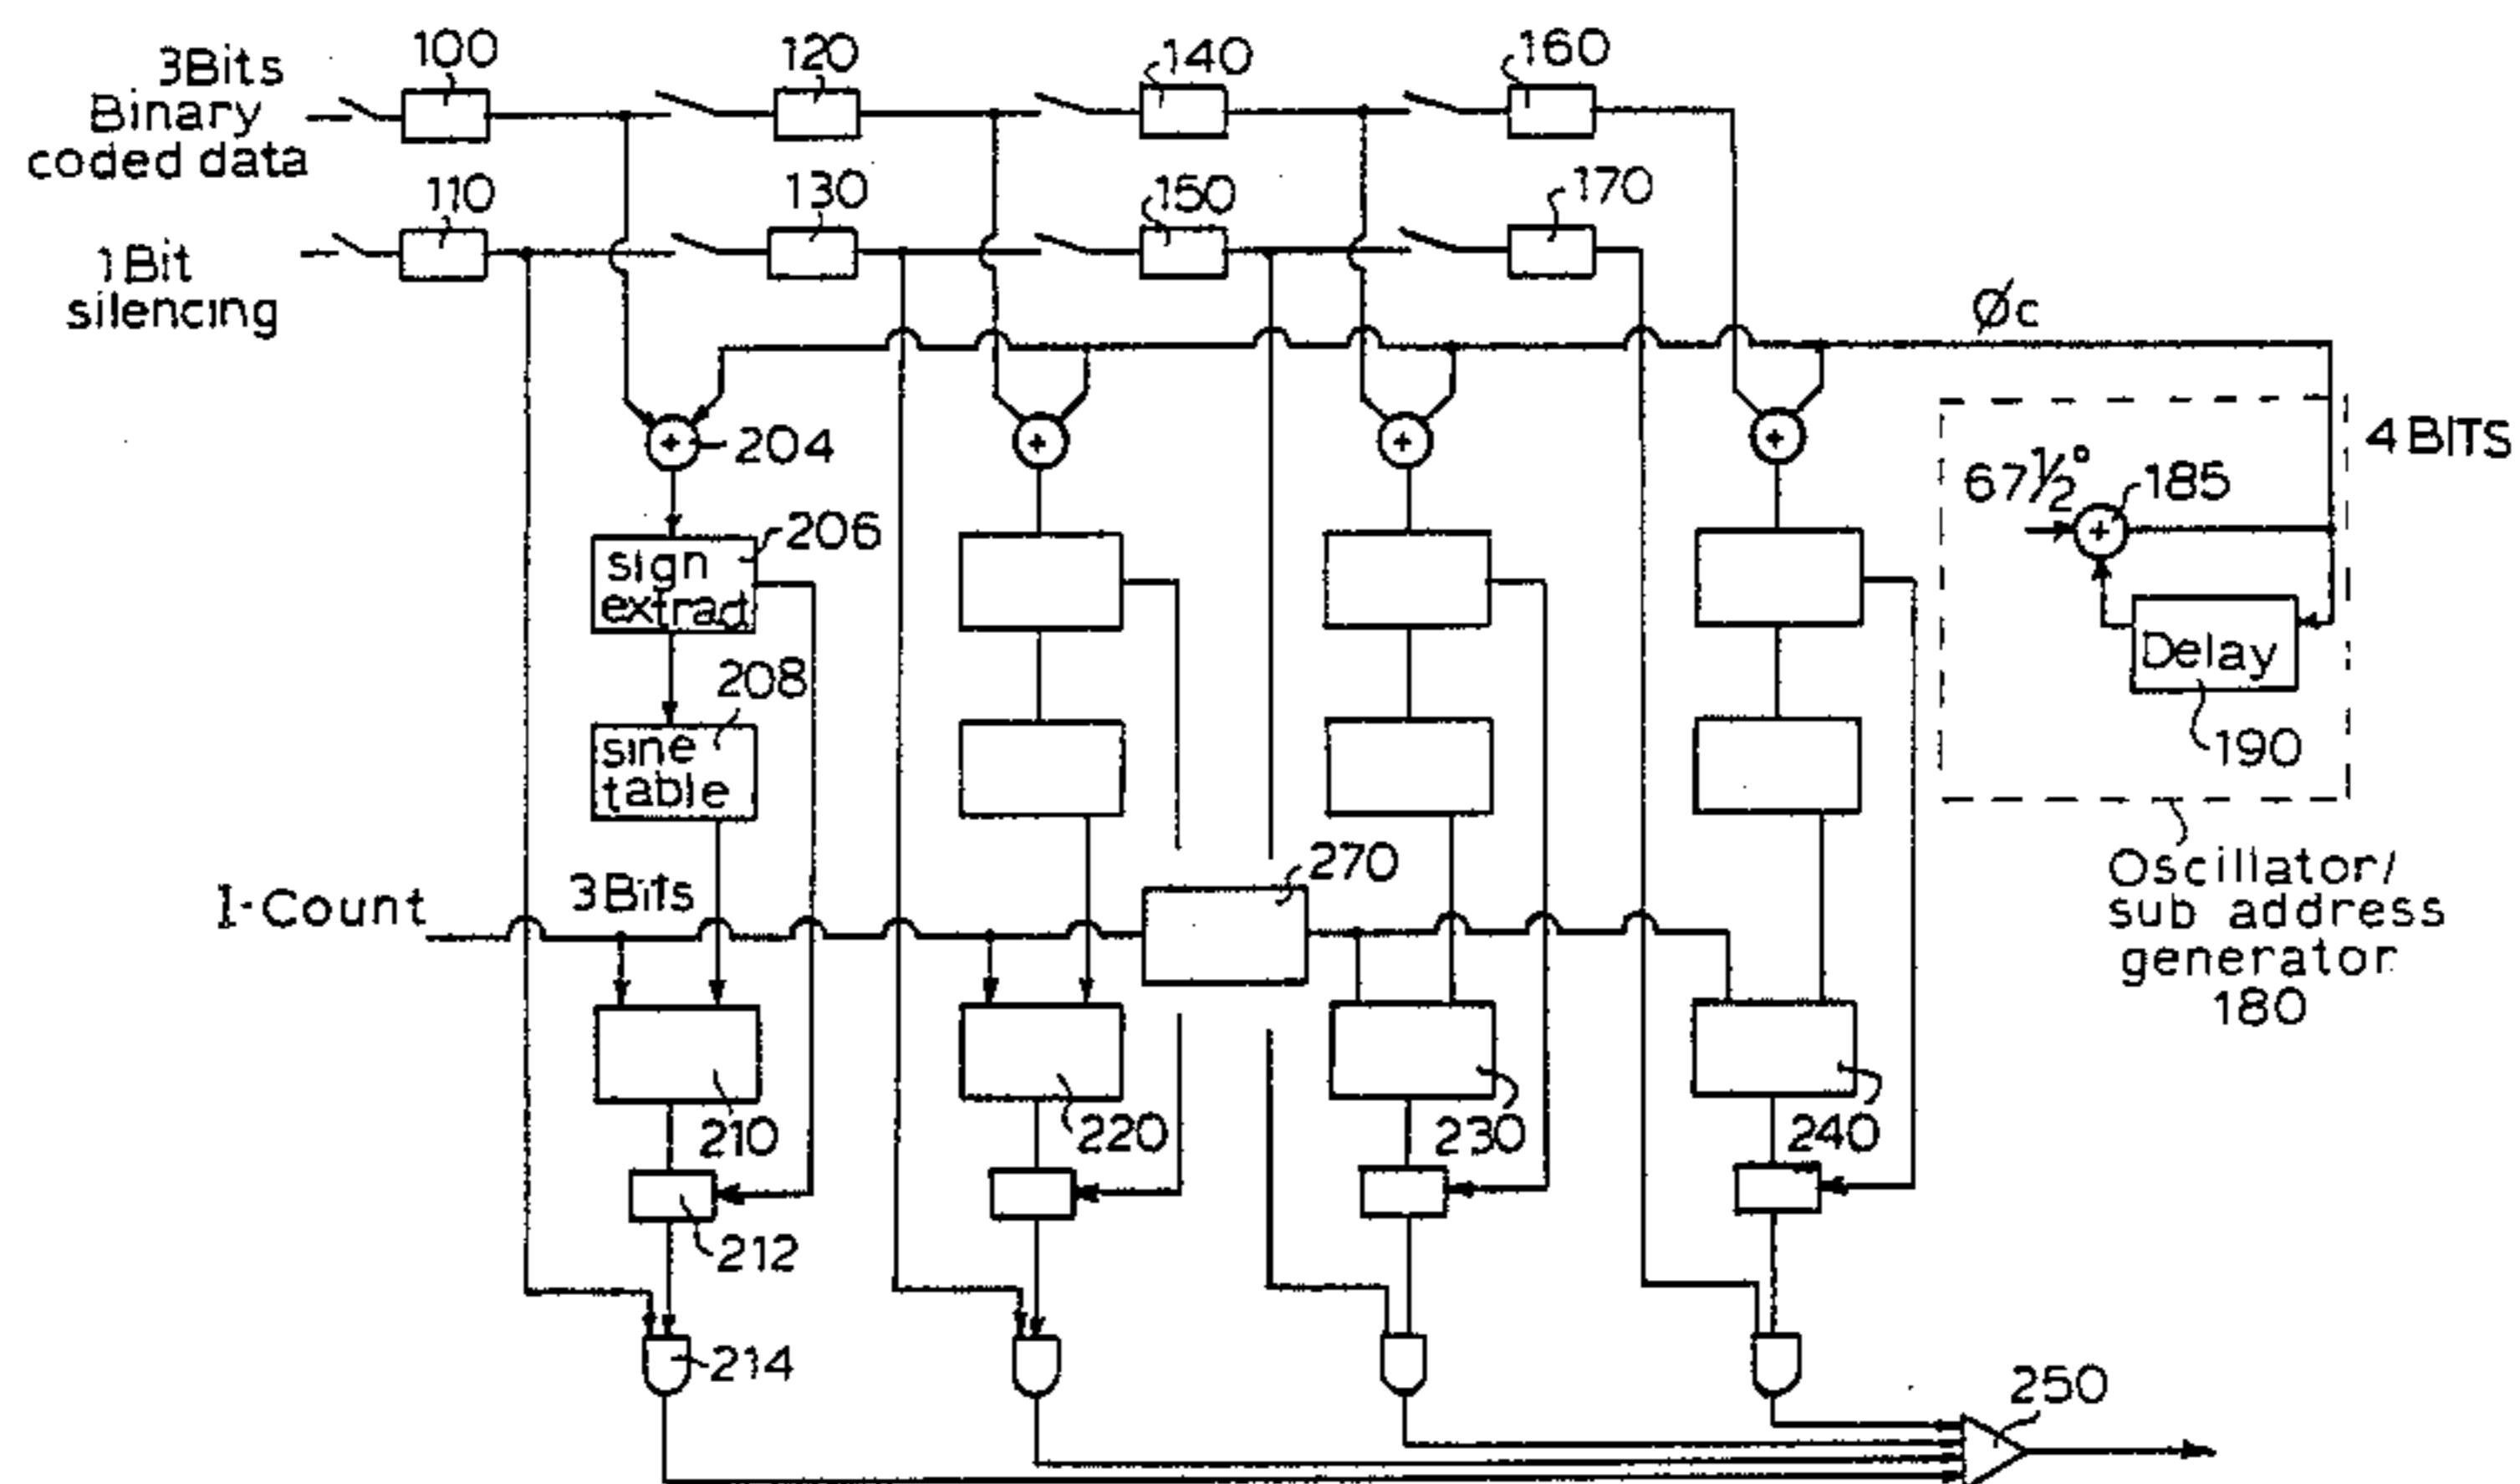 100
120
140
160
3Bits
Binary
coded data
110
130
150
170
1Bit
silencing
Øc
204
4 BITS
67½°
185
sign
extrad
206
Delay
190
208
sine
table
270
I-Count
3Bits
Oscillator/
sub address
generator
180
210
220
230
240
212
214
250